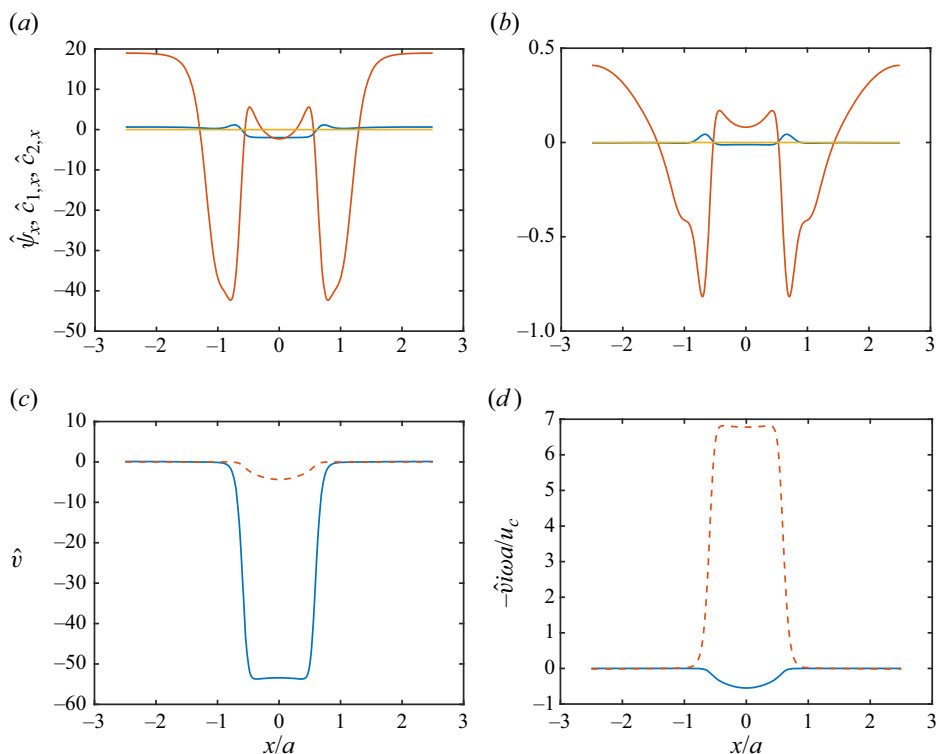 (a)
20
10
0
–10
–20
–30
–40
–50
–3 –2 –1 0 1 2 3
ψ̂x, ĉ1,x, ĉ2,x
(b)
0.5
0
–0.5
–1.0
–3 –2 –1 0 1 2 3
(c)
10
0
–10
–20
–30
–40
–50
–60
–3 –2 –1 0 1 2 3
v̂
x/a
(d)
7
6
5
4
3
2
1
0
–1
–3 –2 –1 0 1 2 3
–v̂iωa/uc
x/a